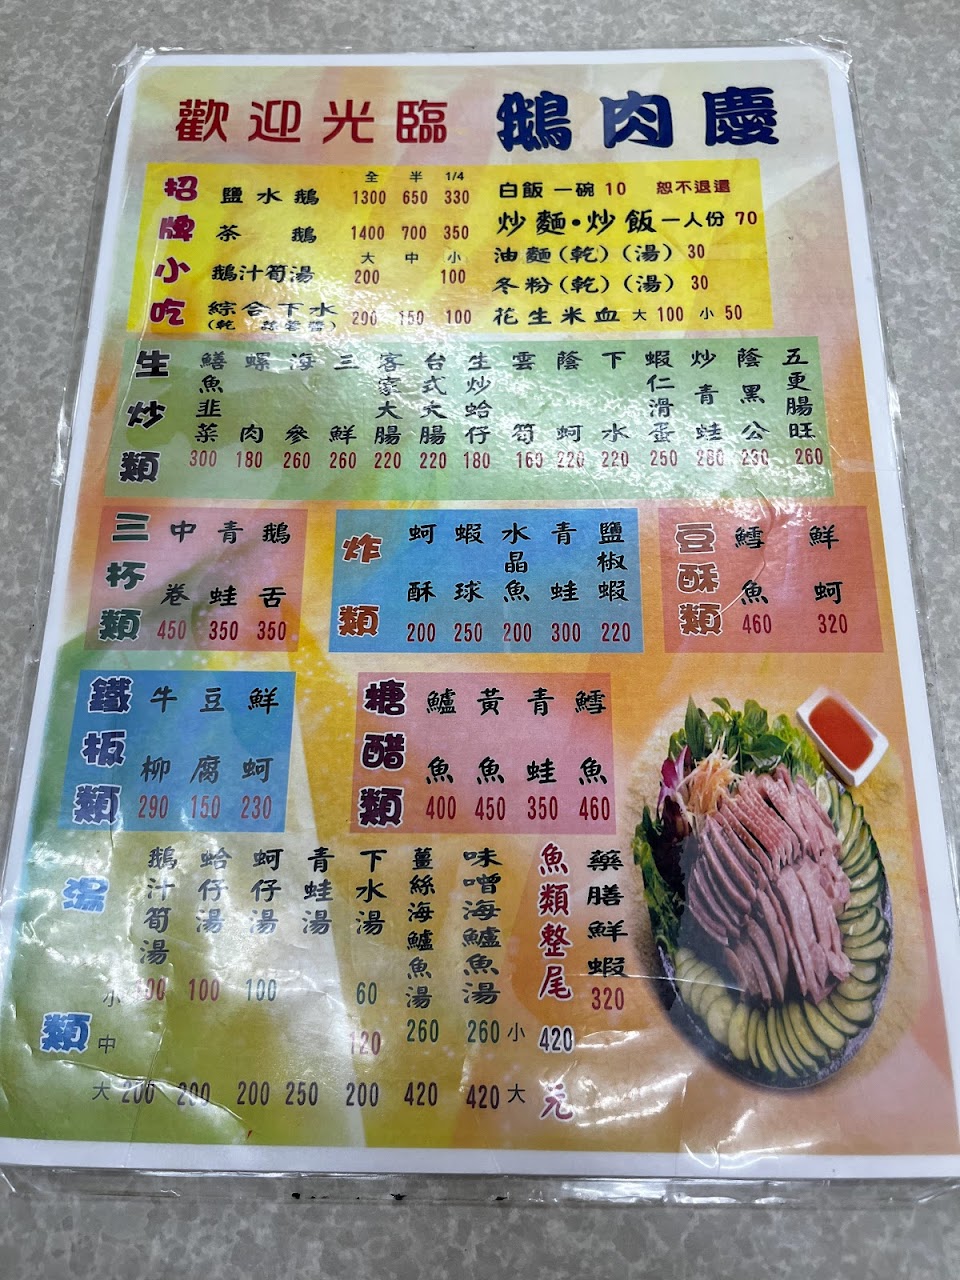 歡迎光臨 鵝肉慶
招牌小吃
全 半 1/4
鹽水鵝 1300 650 330
茶鵝 1400 700 350
大 中 小
鵝汁筍湯 200 100
綜合下水 200 150 100
白飯 一碗 10 恕不退還
炒麵•炒飯 一人份 70
油麵(乾)(湯) 30
冬粉(乾)(湯) 30
花生米血 大 100 小 50
生炒類
鱔魚韭菜 300
螺肉 180
海參 260
三鮮 260
客家大腸 220
台式大腸 220
生炒蛤仔 180
雲筍 160
蔭蚵 220
下水 220
蝦仁滑蛋 250
炒青蛙 260
蔭黑公 230
五更腸旺 260
三杯類
中卷 450
青蛙 350
鵝舌 350
炸類
蚵酥 200
蝦球 250
水晶魚 200
青蛙 300
鹽椒蝦 220
豆酥類
鱈魚 460
鮮蚵 320
鐵板類
牛柳 290
豆腐 150
鮮蚵 230
糖醋類
鱸魚 400
黃魚 450
青蛙 350
鱈魚 460
湯類
小 中 大
鵝汁筍湯 100 200
蛤仔湯 100 200
蚵仔湯 100 200
青蛙湯 250
下水湯 60 120 200
薑絲海鱸魚湯 260 420
味噌海鱸魚湯 260 420
小 大
魚類整尾 420 元
藥膳鮮蝦 320